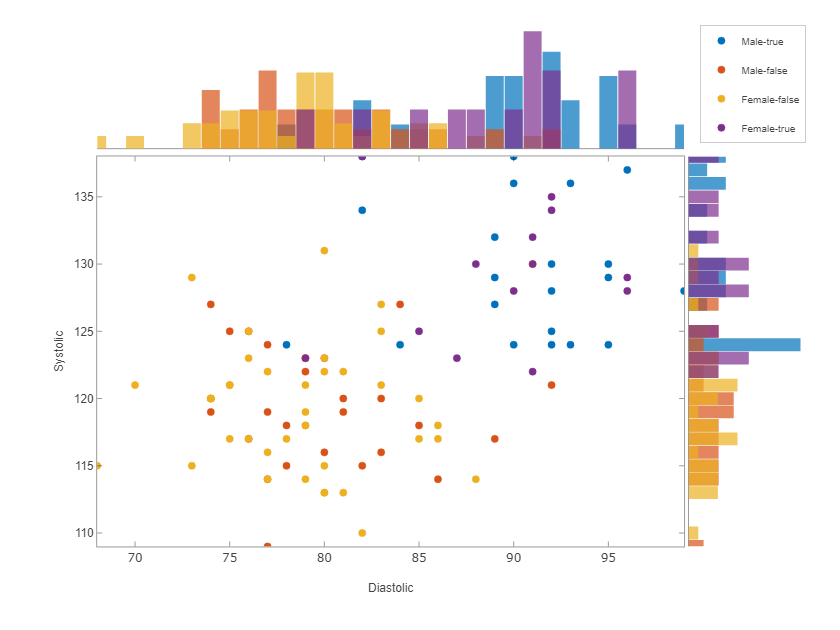 Male-true
Male-false
Female-false
Female-true
135
130
125
120
115
110
Systolic
70 75 80 85 90 95
Diastolic